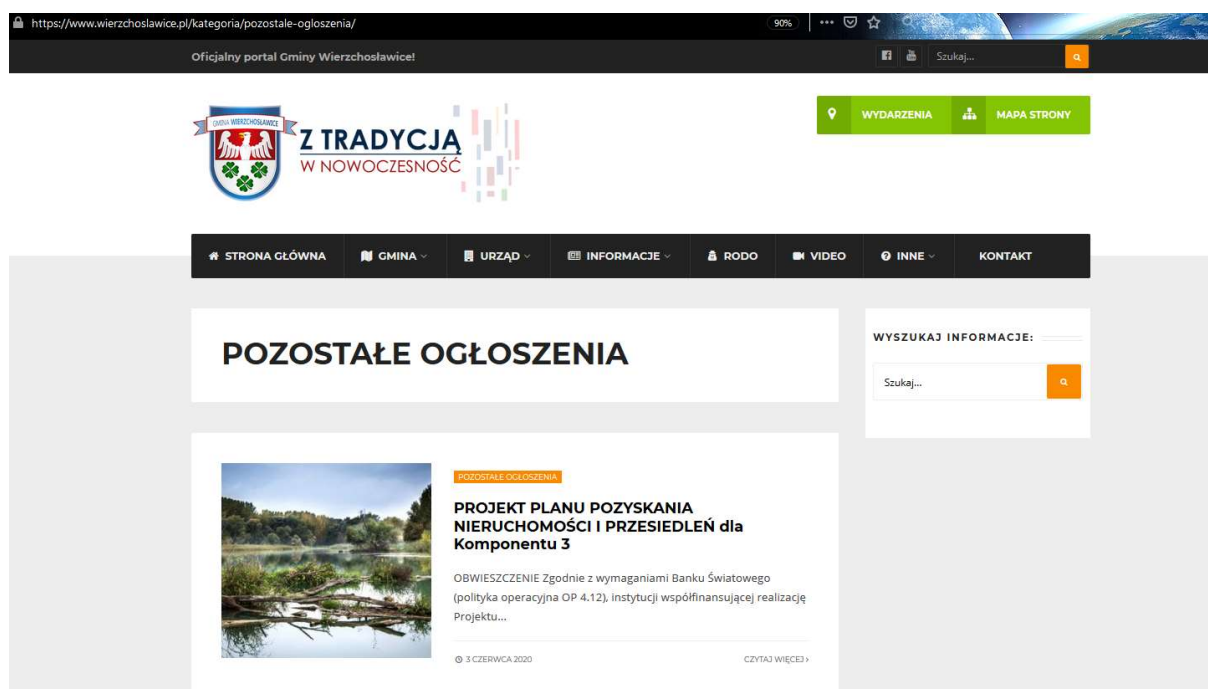 https://www.wierzchoslawice.pl/kategoria/pozostale-ogloszenia/
90%
Oficjalny portal Gminy Wierzchosławice!
Szukaj...
GMINA WIERZCHOSŁAWICE
Z TRADYCJĄ
W NOWOCZESNOŚĆ
WYDARZENIA
MAPA STRONY
STRONA GŁÓWNA
GMINA
URZĄD
INFORMACJE
RODO
VIDEO
INNE
KONTAKT
POZOSTAŁE OGŁOSZENIA
WYSZUKAJ INFORMACJE:
Szukaj...
POZOSTAŁE OGŁOSZENIA
PROJEKT PLANU POZYSKANIA
NIERUCHOMOŚCI I PRZESIEDLEŃ dla
Komponentu 3
OBWIESZCZENIE Zgodnie z wymaganiami Banku Światowego
(polityka operacyjna OP 4.12), instytucji współfinansującej realizację
Projektu...
3 CZERWCA 2020
CZYTAJ WIĘCEJ ›